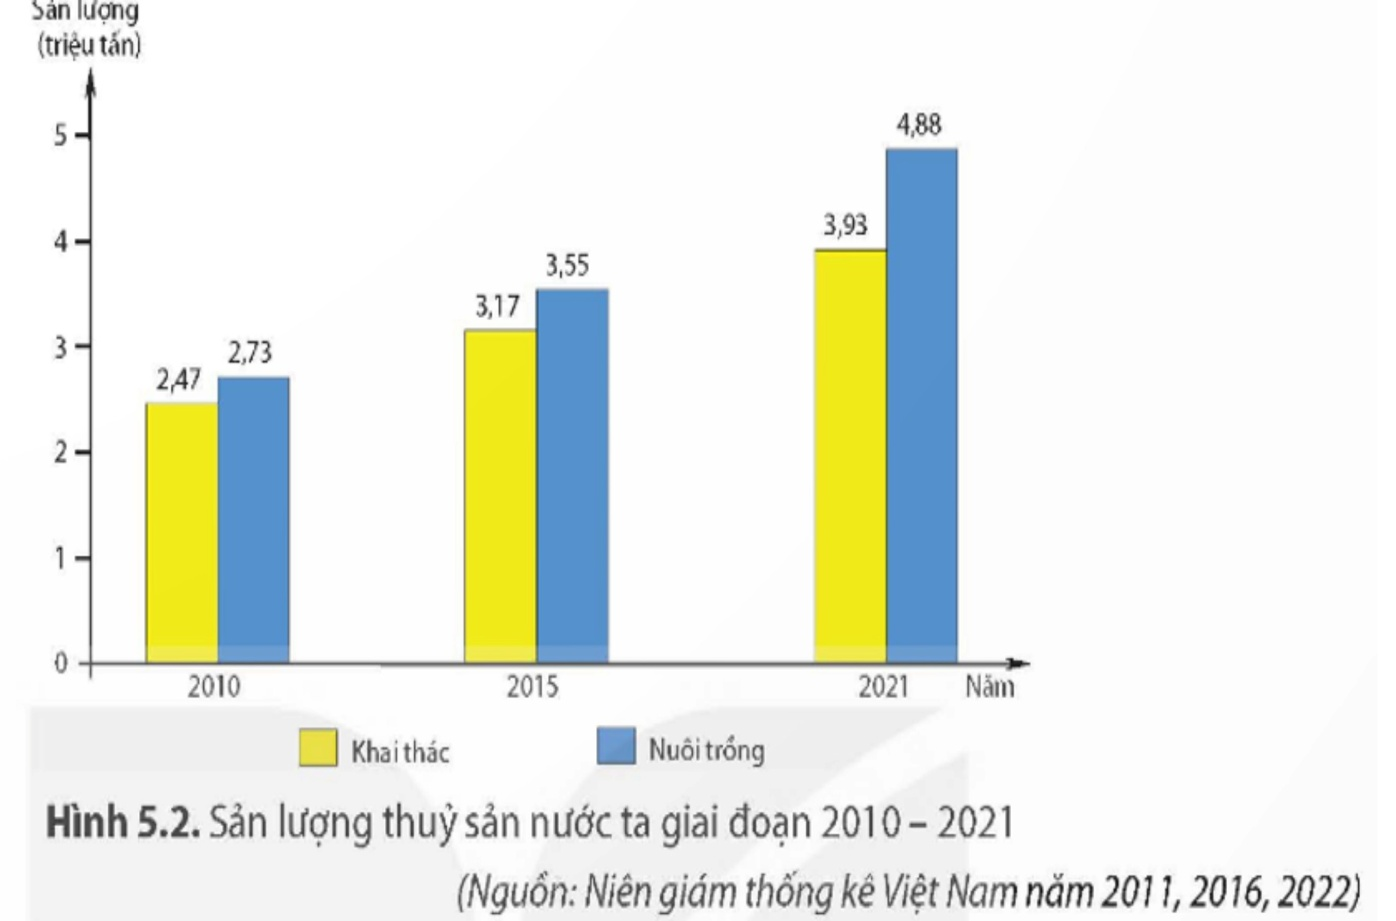 Sản lượng
(triệu tấn)
5
4
3
2
1
0
2,47
2,73
3,17
3,55
3,93
4,88
2010
2015
2021
Năm
Khai thác
Nuôi trồng
Hình 5.2. Sản lượng thuỷ sản nước ta giai đoạn 2010 – 2021
(Nguồn: Niên giám thống kê Việt Nam năm 2011, 2016, 2022)